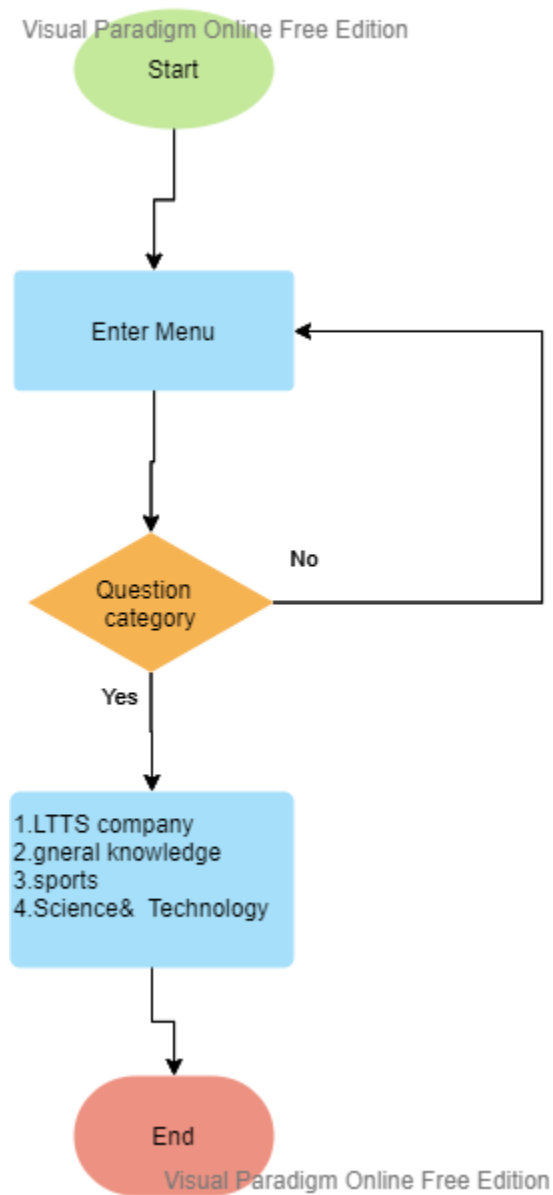 Visual Paradigm Online Free Edition
Start
Enter Menu
Question
category
No
Yes
1.LTTS company
2.gneral knowledge
3.sports
4.Science&  Technology
End
Visual Paradigm Online Free Edition